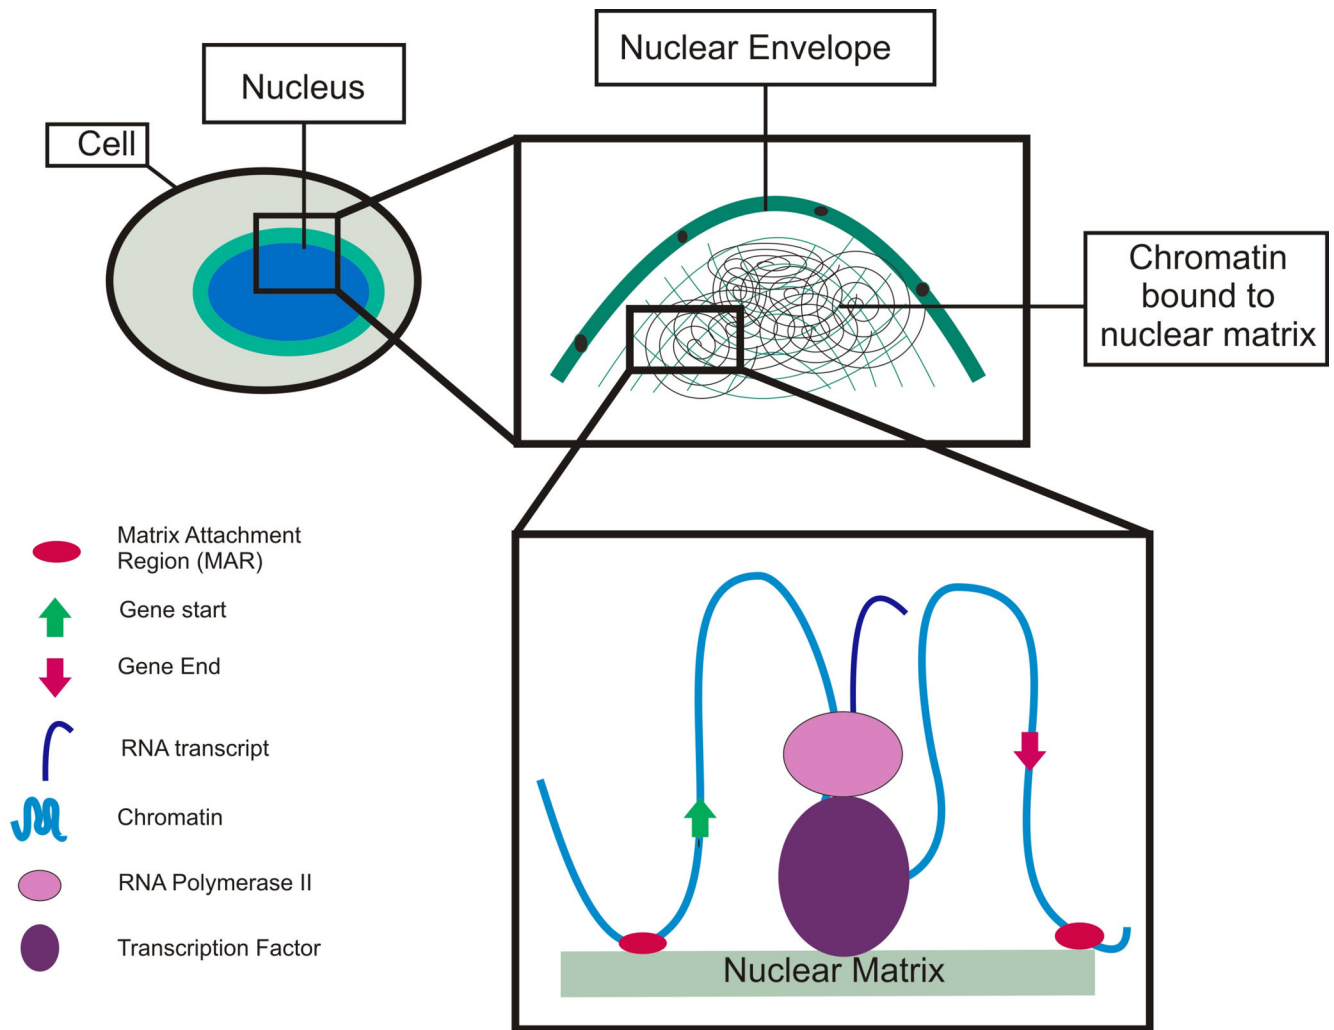 Nuclear Envelope
Nucleus
Cell
Chromatin
bound to
nuclear matrix
Matrix Attachment
Region (MAR)
Gene start
Gene End
RNA transcript
Chromatin
RNA Polymerase II
Transcription Factor
Nuclear Matrix